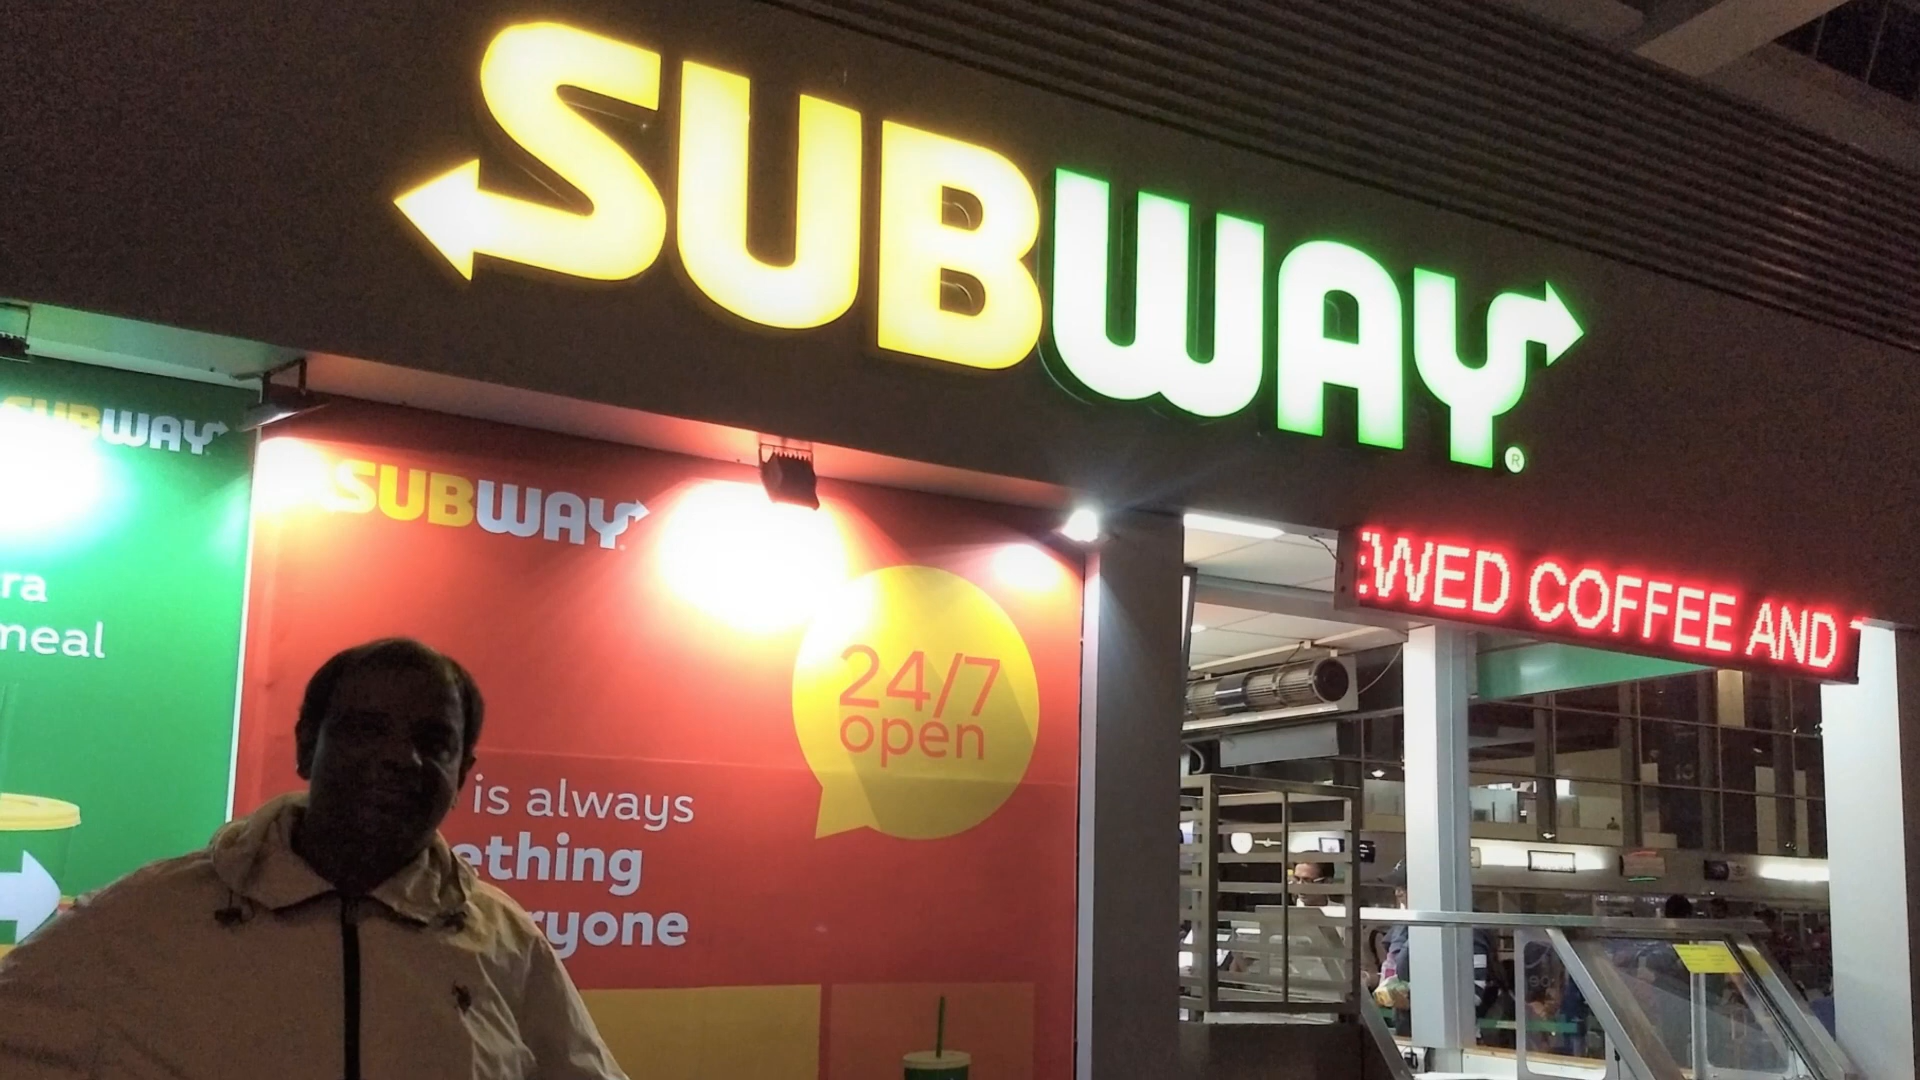 SUBWAY
®
SUBWAY
ra
meal
SUBWAY
24/7
open
is always
ething
ryone
EWED COFFEE AND